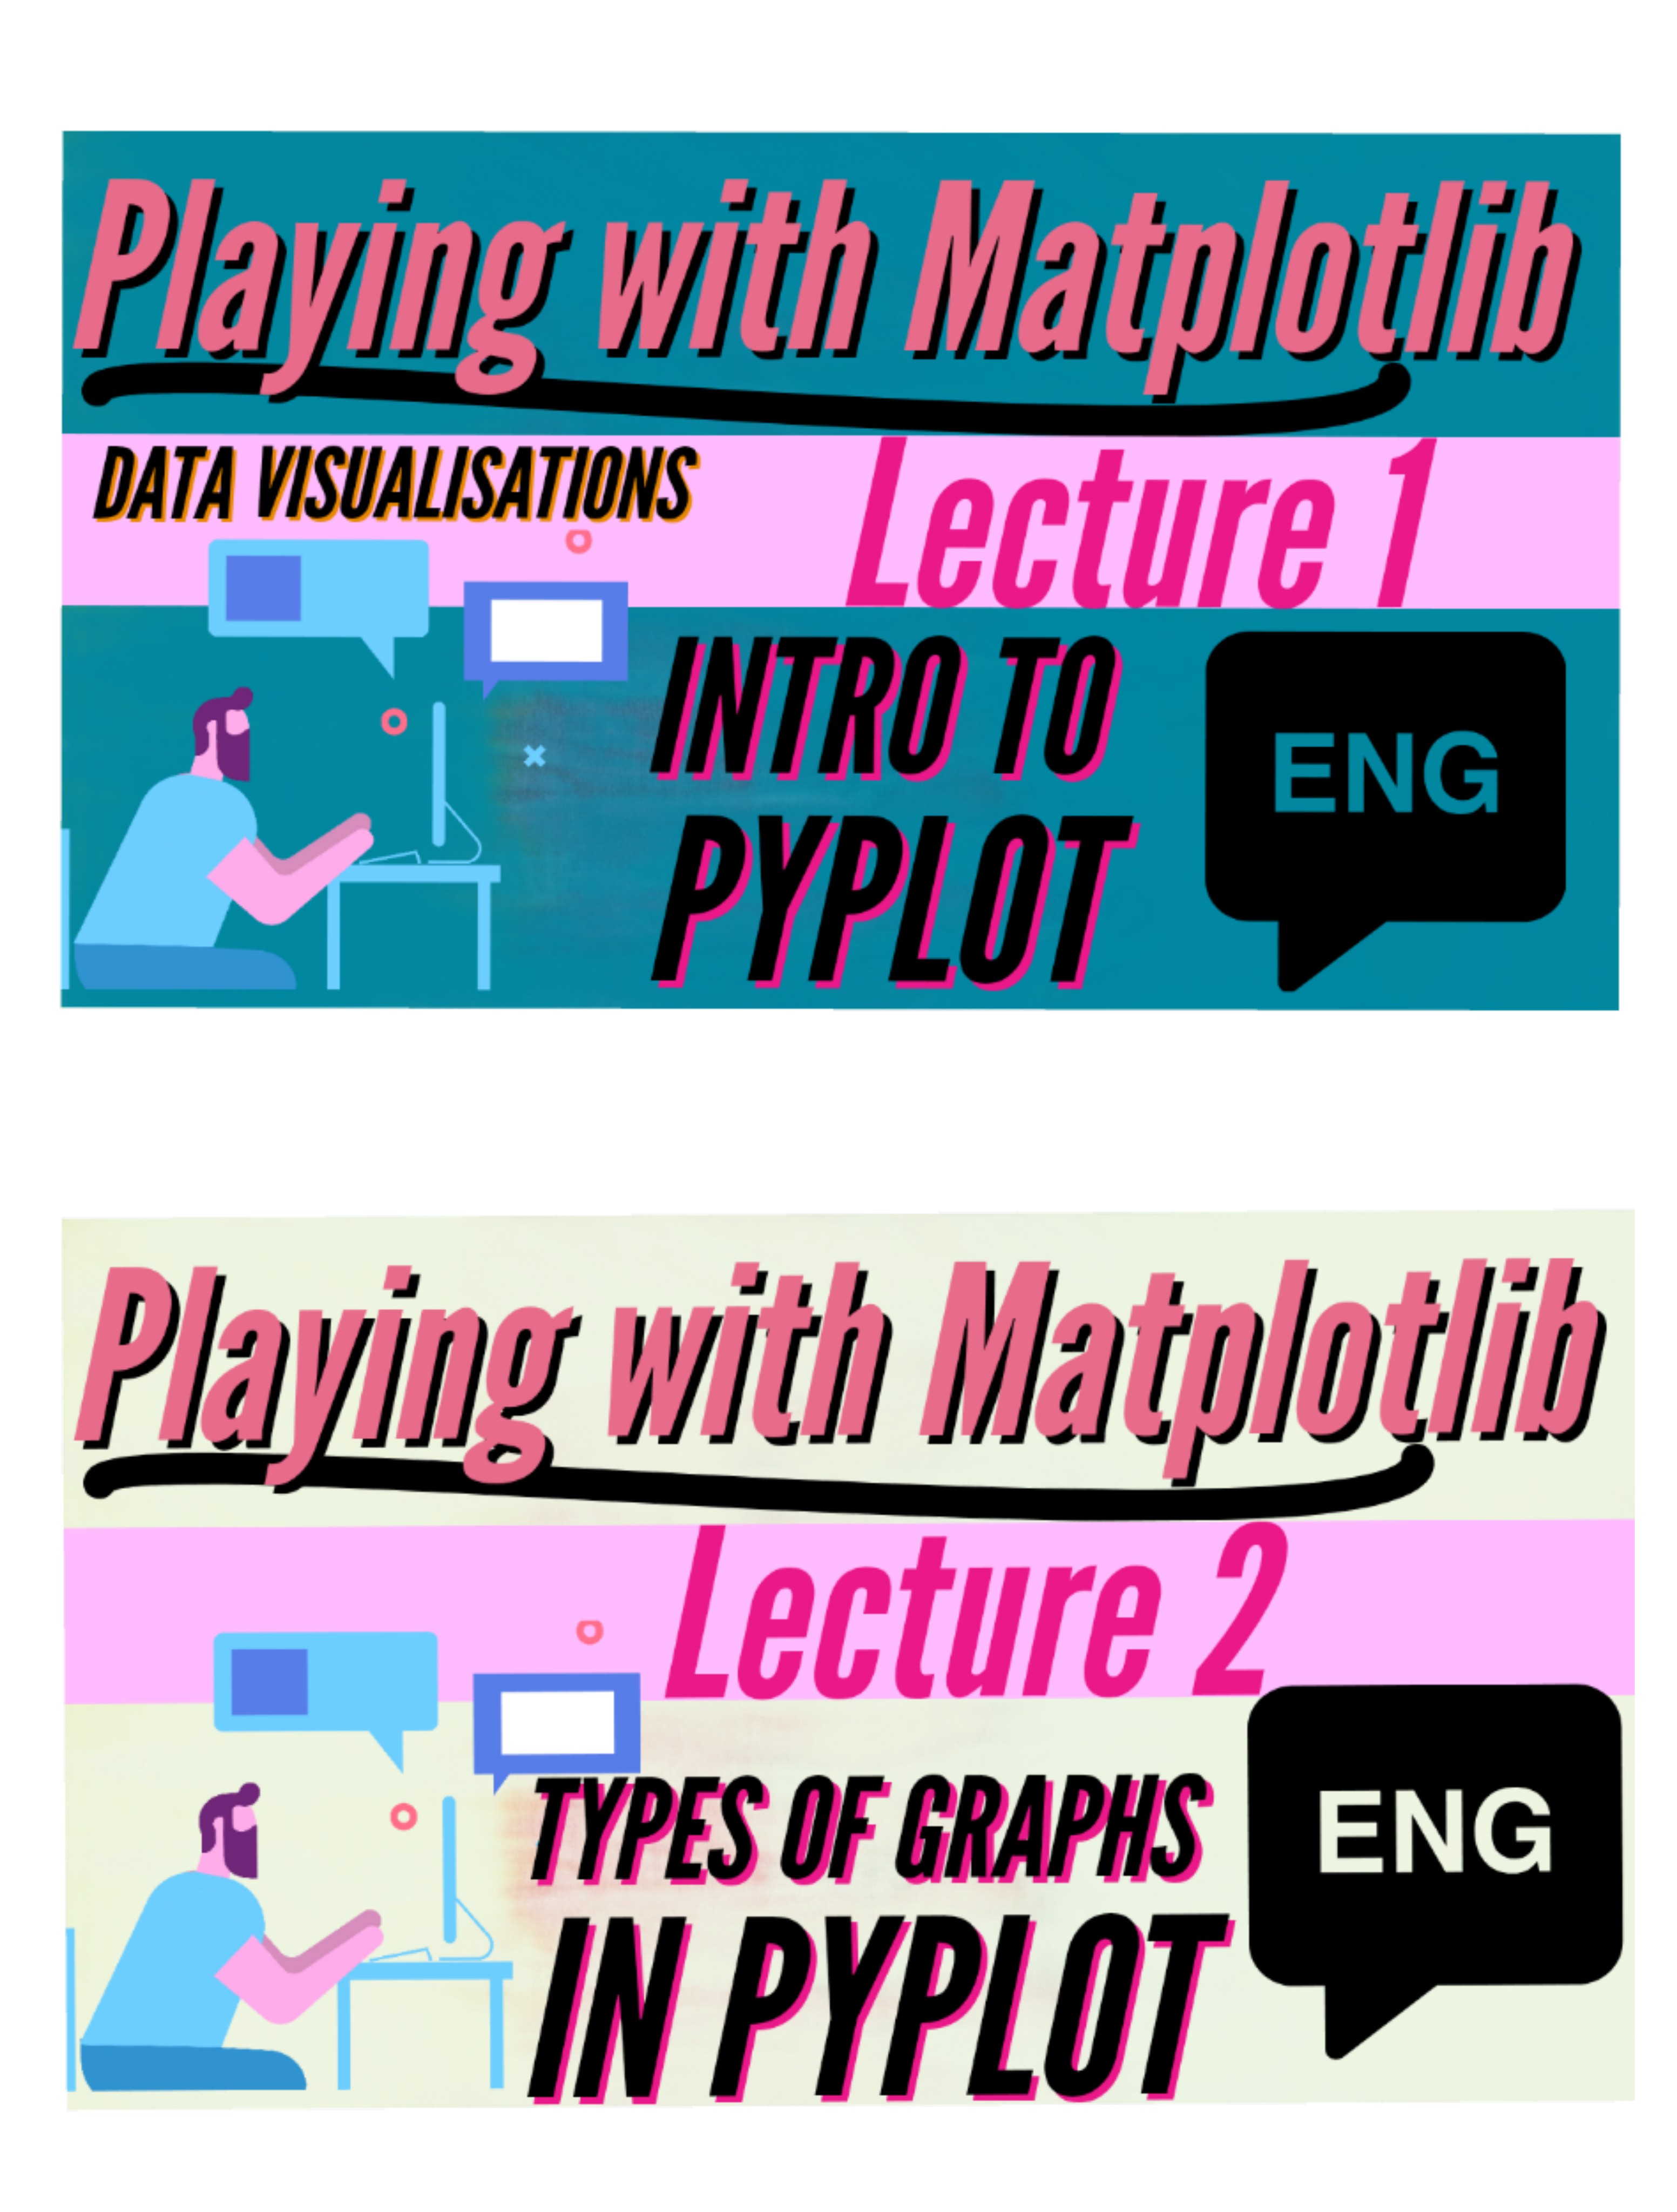 Playing with Matplotlib
DATA VISUALISATIONS
Lecture 1
INTRO TO
PYPLOT
ENG
Playing with Matplotlib
Lecture 2
TYPES OF GRAPHS
IN PYPLOT
ENG